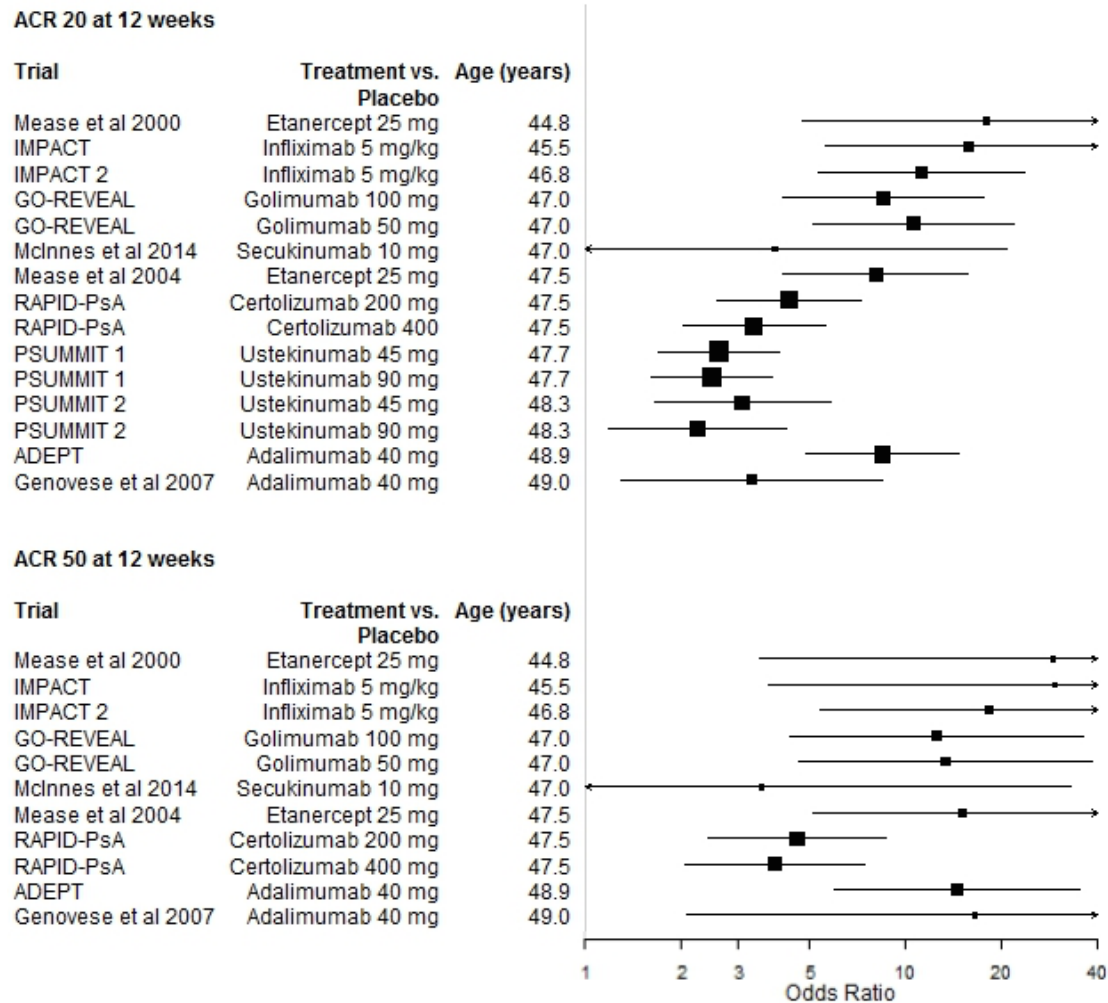 ACR 20 at 12 weeks
Trial Treatment vs. Age (years)
Placebo
Mease et al 2000 Etanercept 25 mg 44.8
IMPACT Infliximab 5 mg/kg 45.5
IMPACT 2 Infliximab 5 mg/kg 46.8
GO-REVEAL Golimumab 100 mg 47.0
GO-REVEAL Golimumab 50 mg 47.0
McInnes et al 2014 Secukinumab 10 mg 47.0
Mease et al 2004 Etanercept 25 mg 47.5
RAPID-PsA Certolizumab 200 mg 47.5
RAPID-PsA Certolizumab 400 47.5
PSUMMIT 1 Ustekinumab 45 mg 47.7
PSUMMIT 1 Ustekinumab 90 mg 47.7
PSUMMIT 2 Ustekinumab 45 mg 48.3
PSUMMIT 2 Ustekinumab 90 mg 48.3
ADEPT Adalimumab 40 mg 48.9
Genovese et al 2007 Adalimumab 40 mg 49.0
ACR 50 at 12 weeks
Trial Treatment vs. Age (years)
Placebo
Mease et al 2000 Etanercept 25 mg 44.8
IMPACT Infliximab 5 mg/kg 45.5
IMPACT 2 Infliximab 5 mg/kg 46.8
GO-REVEAL Golimumab 100 mg 47.0
GO-REVEAL Golimumab 50 mg 47.0
McInnes et al 2014 Secukinumab 10 mg 47.0
Mease et al 2004 Etanercept 25 mg 47.5
RAPID-PsA Certolizumab 200 mg 47.5
RAPID-PsA Certolizumab 400 mg 47.5
ADEPT Adalimumab 40 mg 48.9
Genovese et al 2007 Adalimumab 40 mg 49.0
1 2 3 5 10 20 40
Odds Ratio